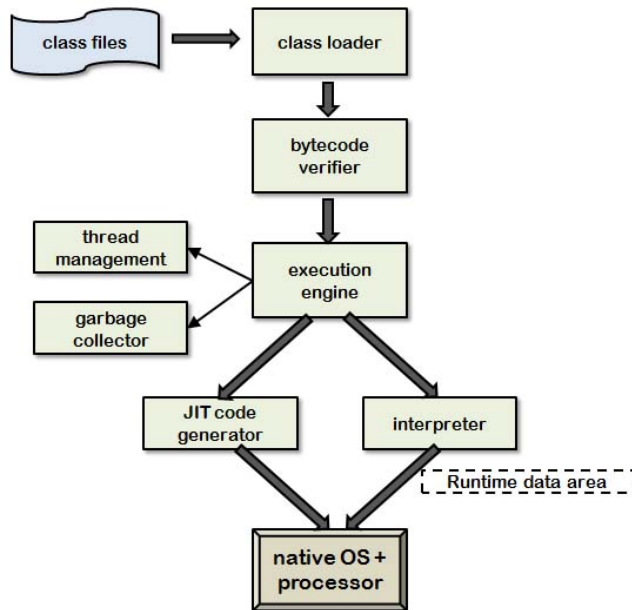 class files
class loader
bytecode
verifier
thread
management
execution
engine
garbage
collector
JIT code
generator
interpreter
Runtime data area
native OS +
processor